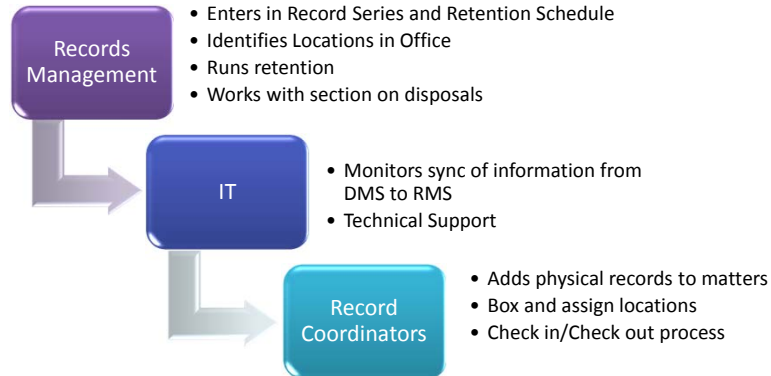 Records
Management
• Enters in Record Series and Retention Schedule
• Identifies Locations in Office
• Runs retention
• Works with section on disposals
IT
• Monitors sync of information from
DMS to RMS
• Technical Support
Record
Coordinators
• Adds physical records to matters
• Box and assign locations
• Check in/Check out process